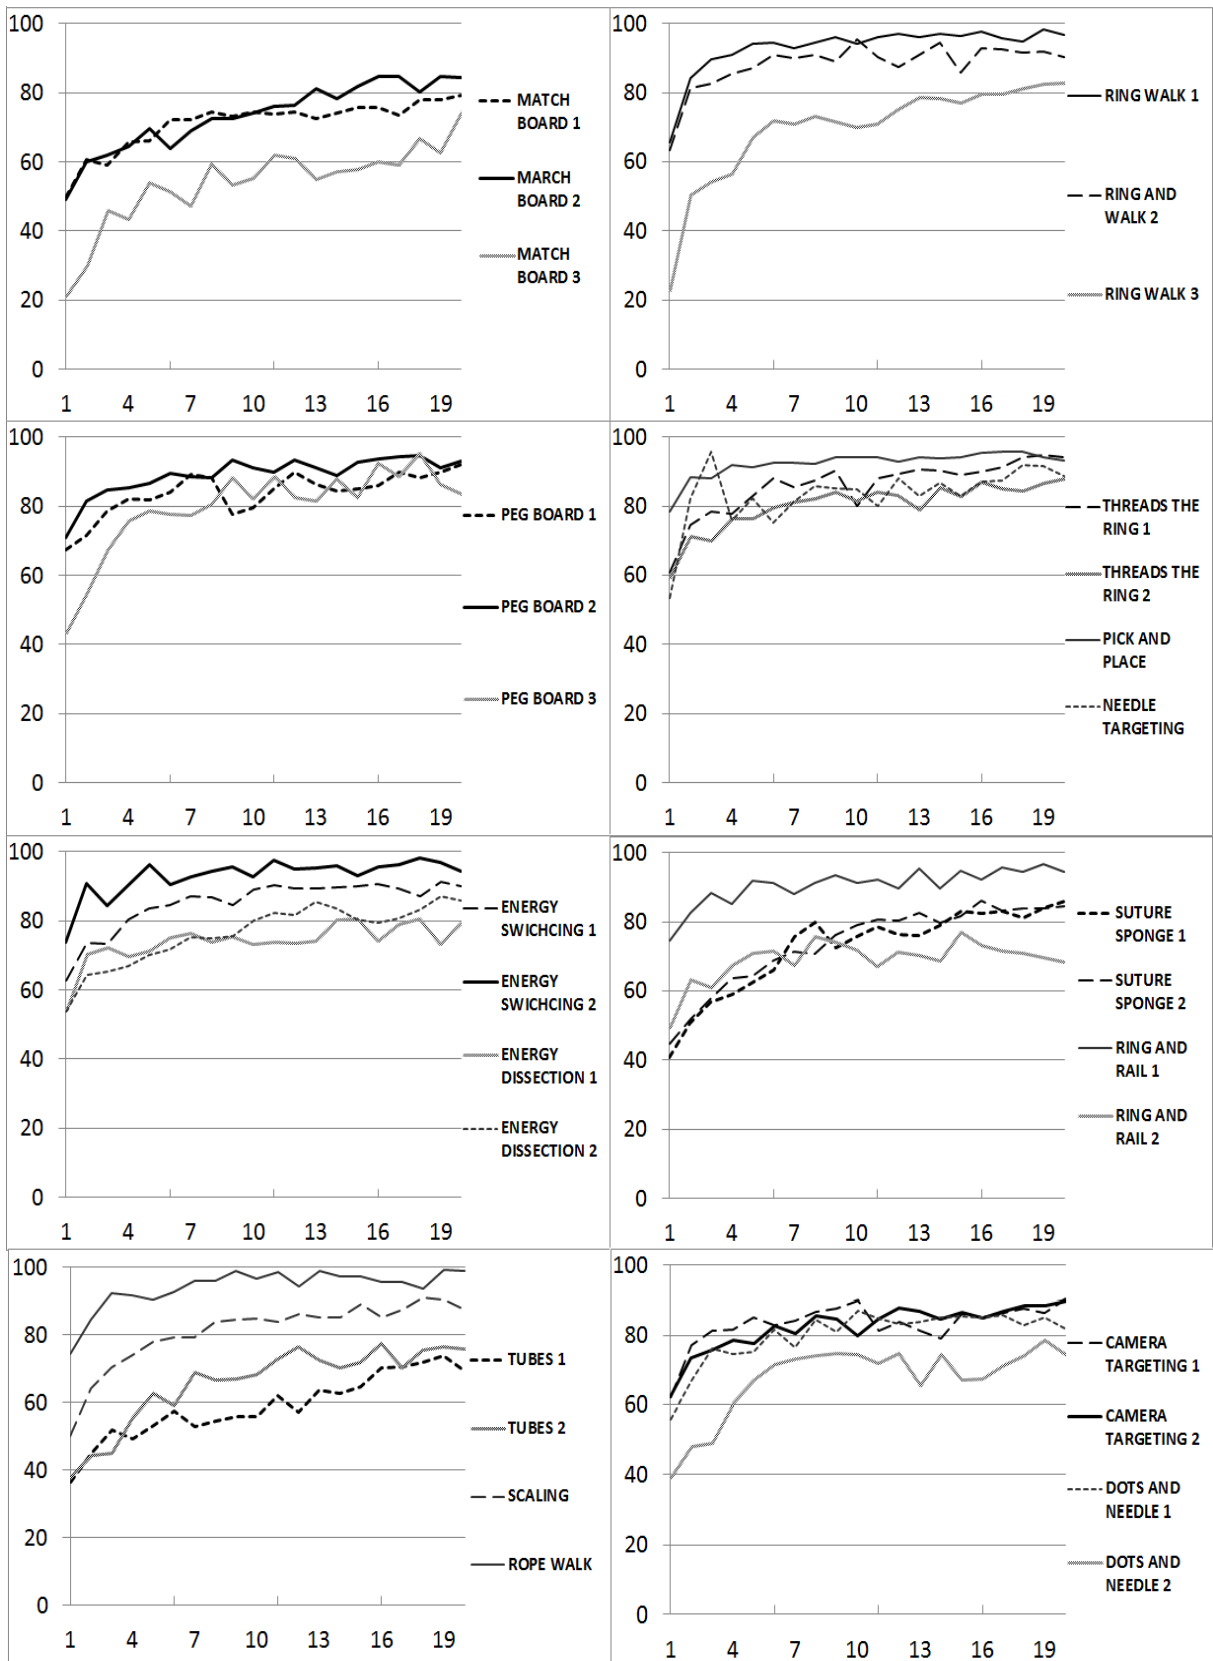 100
80
60
40
20
0
1 4 7 10 13 16 19
MATCH
BOARD 1
MARCH
BOARD 2
MATCH
BOARD 3
100
80
60
40
20
0
1 4 7 10 13 16 19
RING WALK 1
RING AND
WALK 2
RING WALK 3
100
80
60
40
20
0
1 4 7 10 13 16 19
PEG BOARD 1
PEG BOARD 2
PEG BOARD 3
100
80
60
40
20
0
1 4 7 10 13 16 19
THREADS THE
RING 1
THREADS THE
RING 2
PICK AND
PLACE
NEEDLE
TARGETING
100
80
60
40
20
0
1 4 7 10 13 16 19
ENERGY
SWICHCING 1
ENERGY
SWICHCING 2
ENERGY
DISSECTION 1
ENERGY
DISSECTION 2
100
80
60
40
20
0
1 4 7 10 13 16 19
SUTURE
SPONGE 1
SUTURE
SPONGE 2
RING AND
RAIL 1
RING AND
RAIL 2
100
80
60
40
20
0
1 4 7 10 13 16 19
TUBES 1
TUBES 2
SCALING
ROPE WALK
100
80
60
40
20
0
1 4 7 10 13 16 19
CAMERA
TARGETING 1
CAMERA
TARGETING 2
DOTS AND
NEEDLE 1
DOTS AND
NEEDLE 2